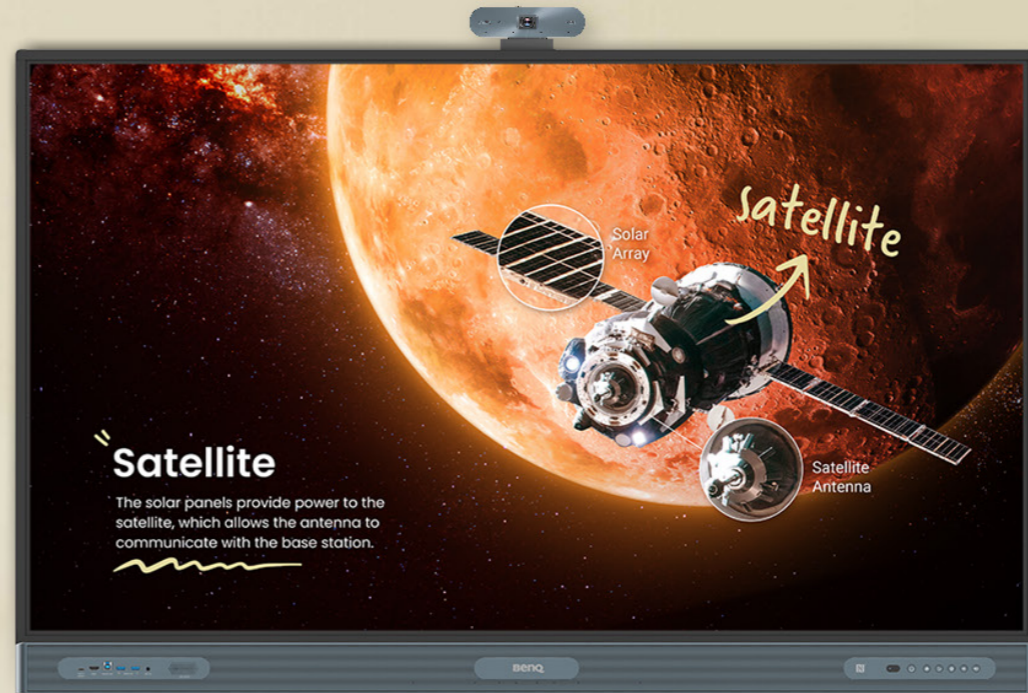 satellite
Solar
Array
Satellite
The solar panels provide power to the
satellite, which allows the antenna to
communicate with the base station.
Satellite
Antenna
BenQ